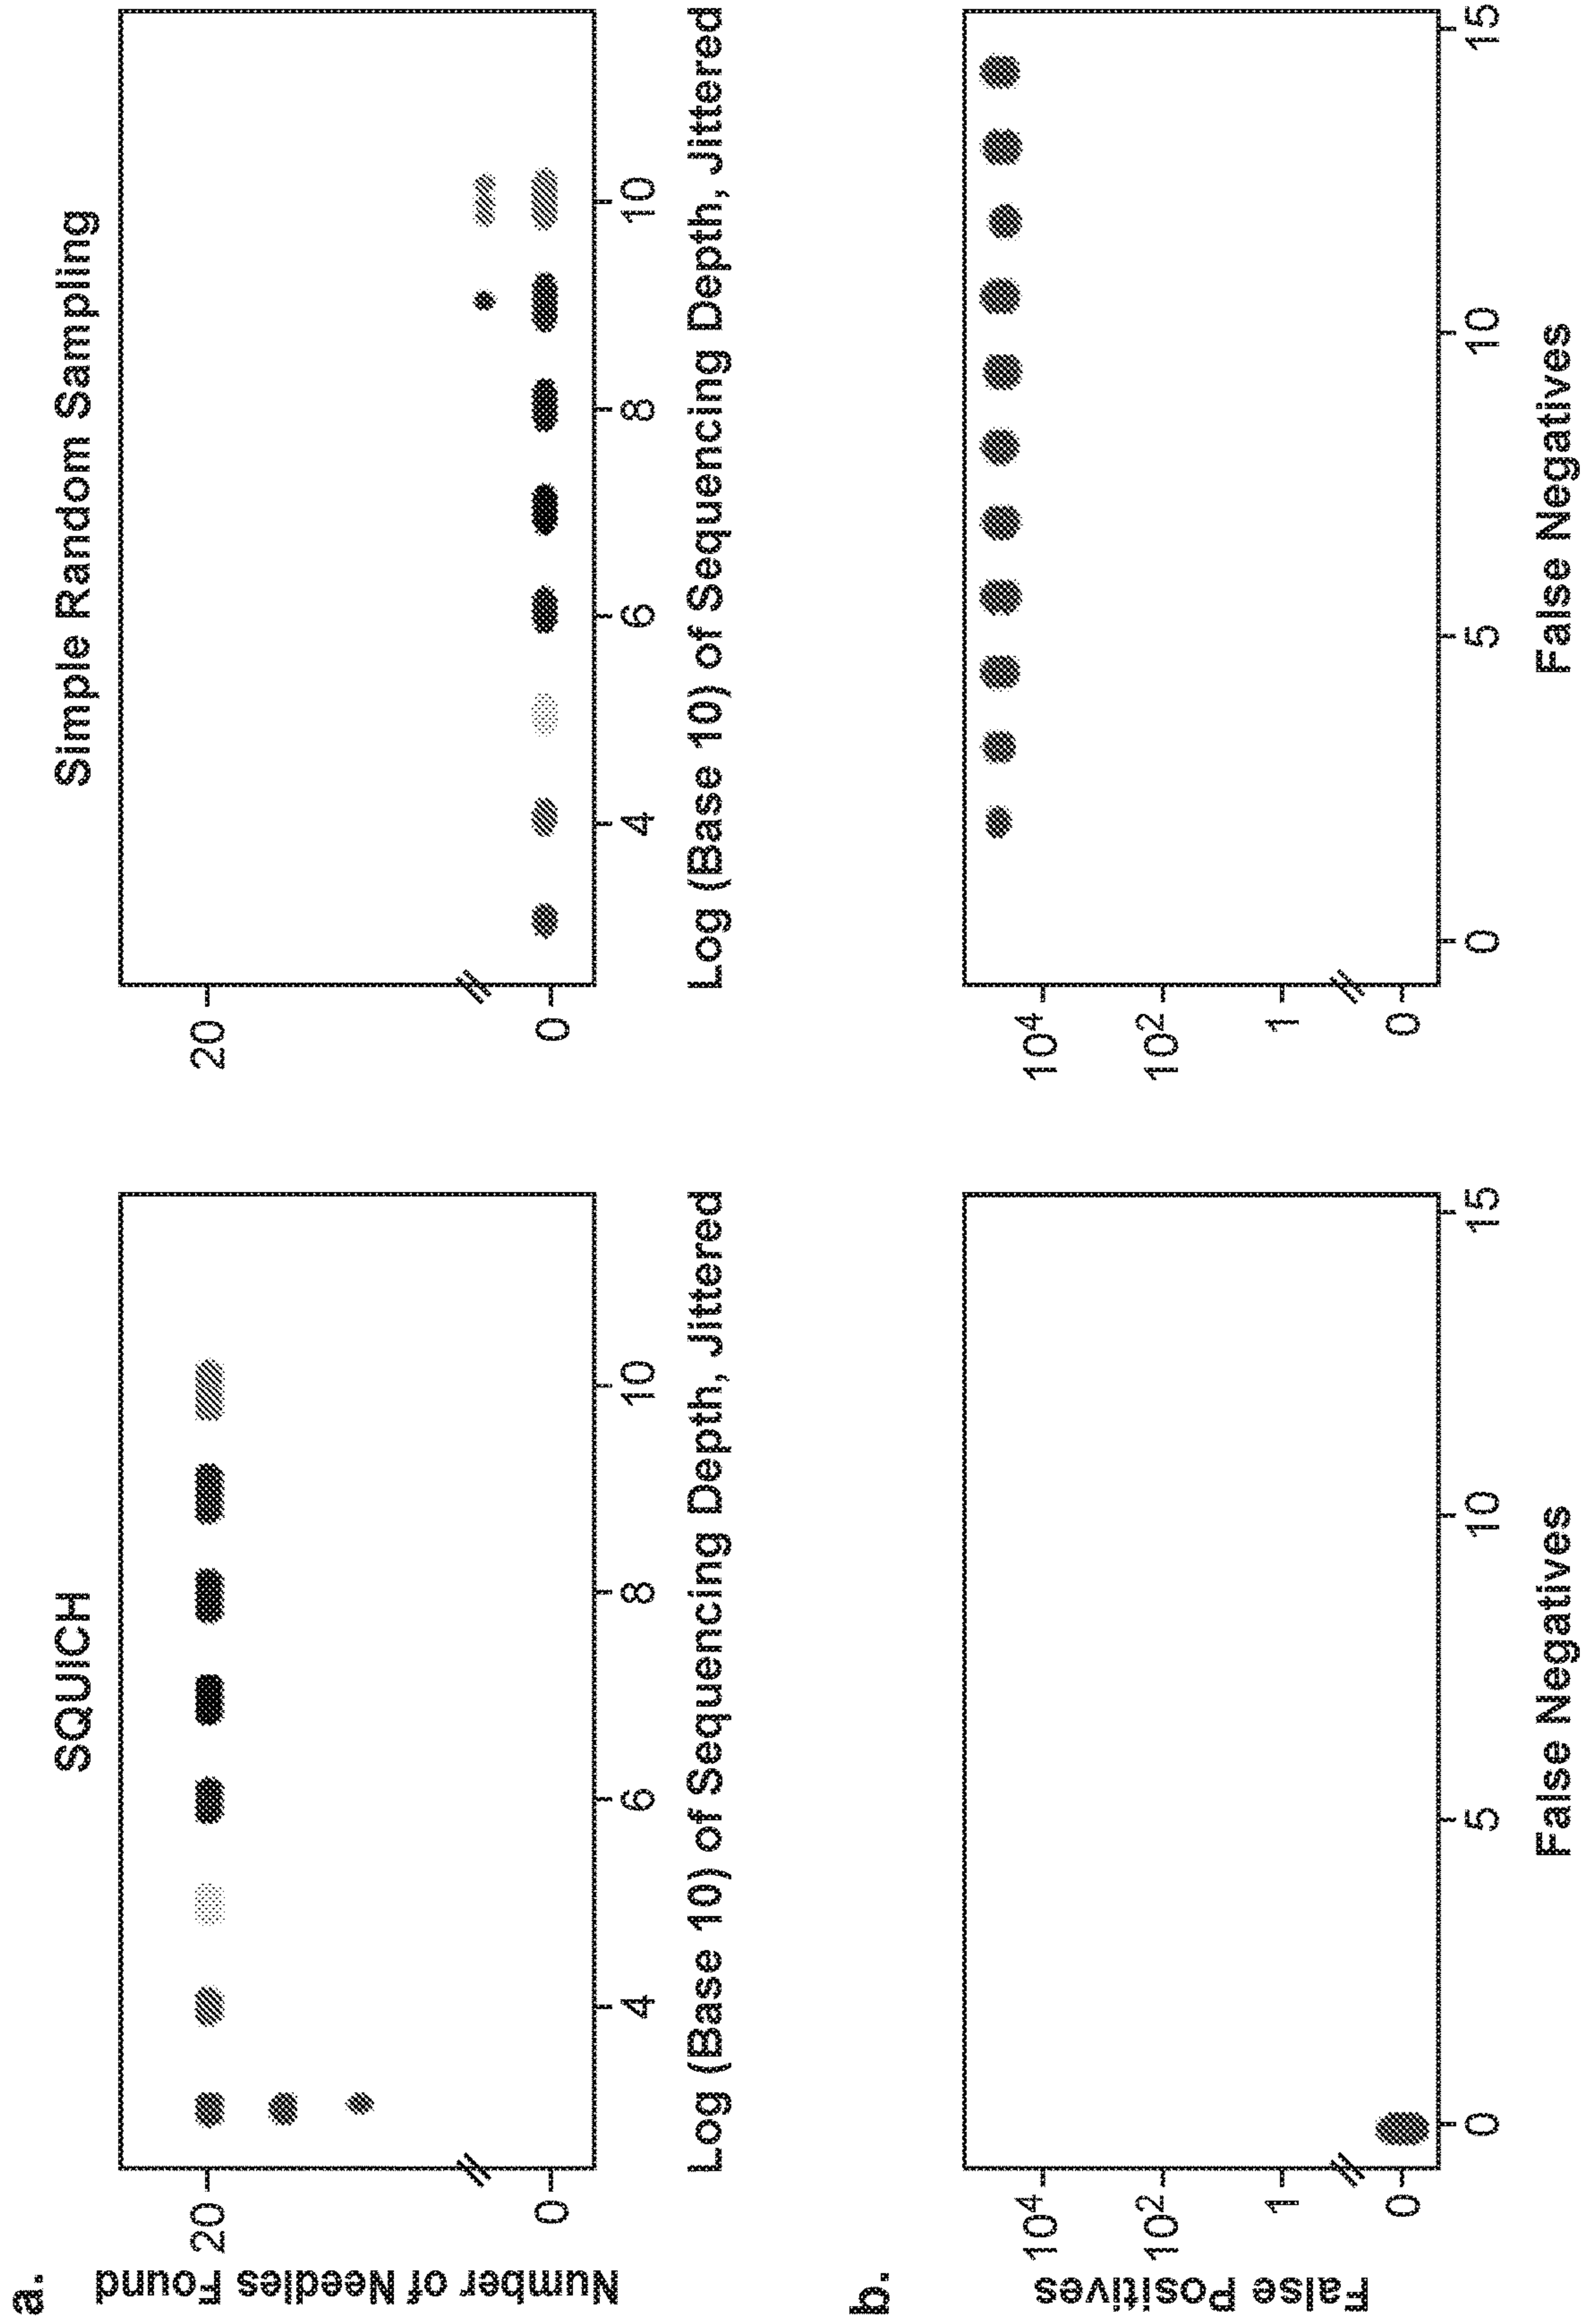 a.
SQUICH
Simple Random Sampling
Number of Needles Found
20
0
4
6
8
10
Log (Base 10) of Sequencing Depth, Jittered
20
0
4
6
8
10
Log (Base 10) of Sequencing Depth, Jittered
b.
False Positives
10⁴
10²
1
0
0
5
10
15
False Negatives
10⁴
10²
1
0
0
5
10
15
False Negatives